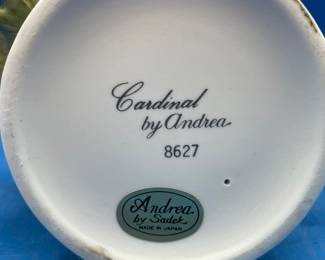 Cardinal
by Andrea
8627
Andrea
by Sadek
MADE IN JAPAN